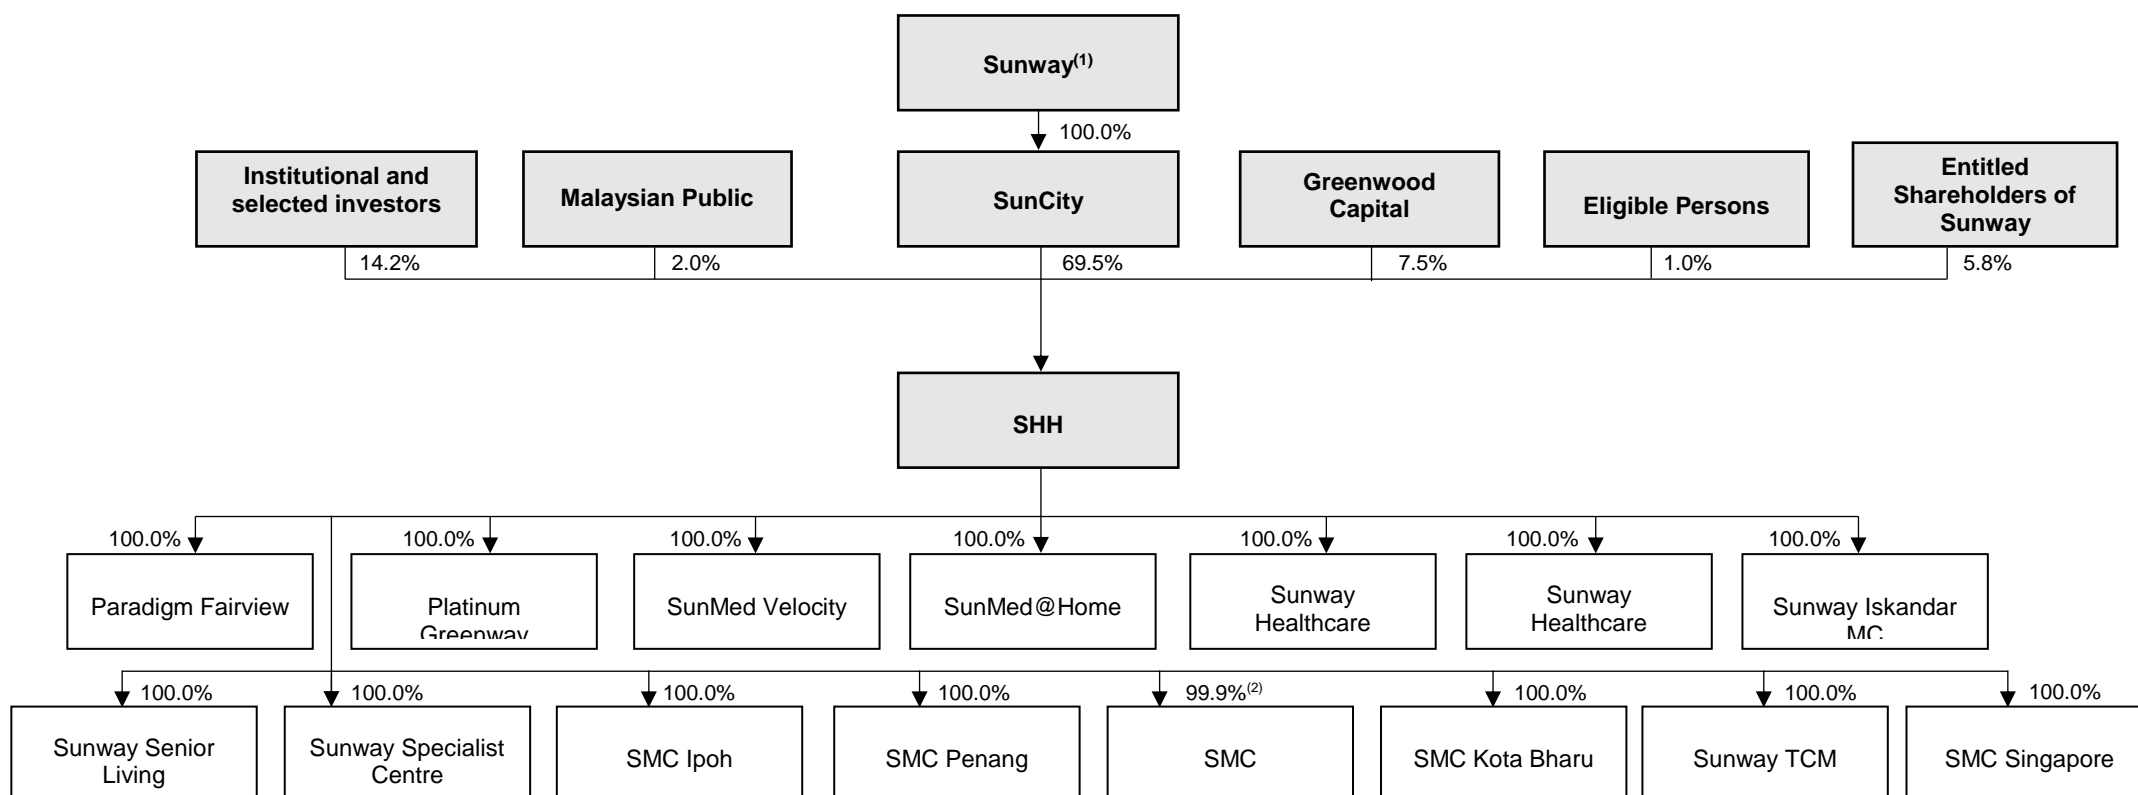 Sunway(1)
100.0%
Institutional and
selected investors
Malaysian Public
SunCity
Greenwood
Capital
Eligible Persons
Entitled
Shareholders of
Sunway
14.2%
2.0%
69.5%
7.5%
1.0%
5.8%
SHH
100.0%
100.0%
100.0%
100.0%
100.0%
100.0%
100.0%
Paradigm Fairview
Platinum
Greenway
SunMed Velocity
SunMed@Home
Sunway
Healthcare
Sunway
Healthcare
Sunway Iskandar
MC
100.0%
100.0%
100.0%
100.0%
99.9%(2)
100.0%
100.0%
100.0%
Sunway Senior
Living
Sunway Specialist
Centre
SMC Ipoh
SMC Penang
SMC
SMC Kota Bharu
Sunway TCM
SMC Singapore